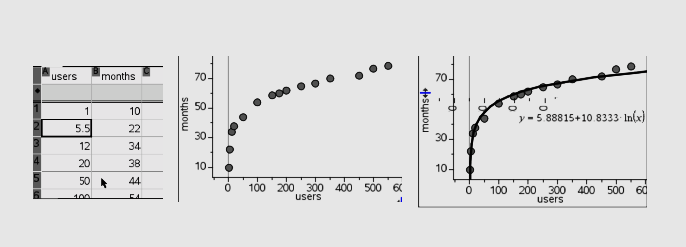 A B C
users months
1 1 10
2 5.5 22
3 12 34
4 20 38
5 50 44
months
70
50
30
10
0 100 200 300 400 500
users
months
70
30
10
y = 5.88815+10.8333· ln(x)
0 100 200 300 400 500
users